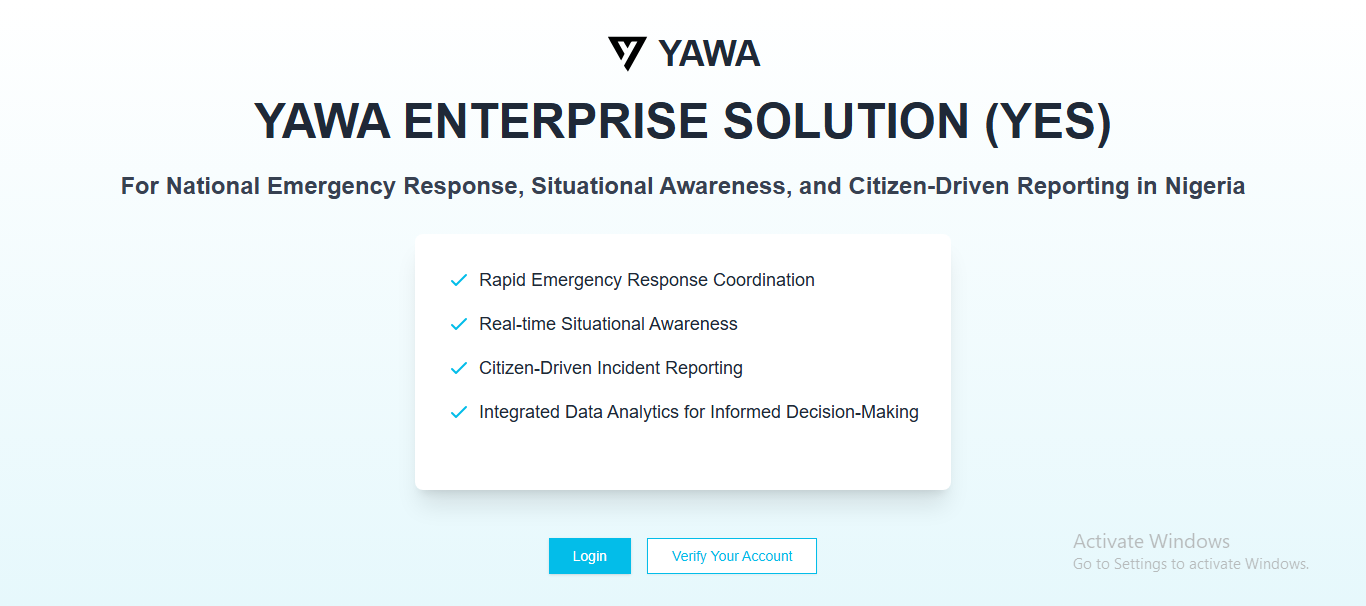 YAWA
YAWA ENTERPRISE SOLUTION (YES)
For National Emergency Response, Situational Awareness, and Citizen-Driven Reporting in Nigeria
Rapid Emergency Response Coordination
Real-time Situational Awareness
Citizen-Driven Incident Reporting
Integrated Data Analytics for Informed Decision-Making
Login
Verify Your Account
Activate Windows
Go to Settings to activate Windows.